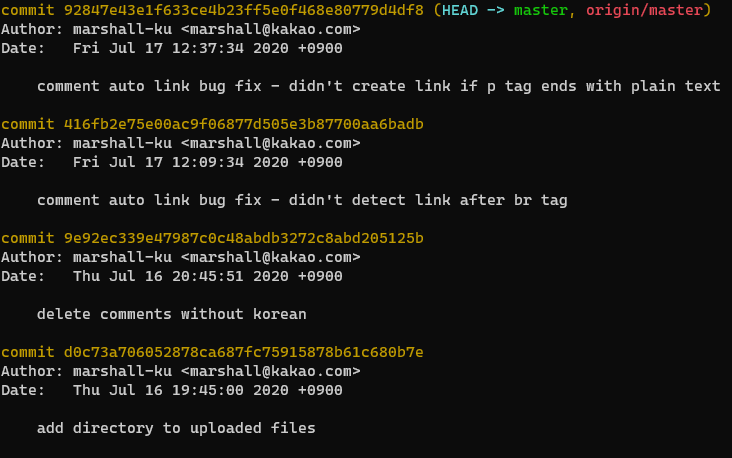 commit 92847e43e1f633ce4b23ff5e0f468e80779d4df8 (HEAD -> master, origin/master)
Author: marshall-ku <marshall@kakao.com>
Date:   Fri Jul 17 12:37:34 2020 +0900
comment auto link bug fix - didn't create link if p tag ends with plain text
commit 416fb2e75e00ac9f06877d505e3b87700aa6badb
Author: marshall-ku <marshall@kakao.com>
Date:   Fri Jul 17 12:09:34 2020 +0900
comment auto link bug fix - didn't detect link after br tag
commit 9e92ec339e47987c0c48abdb3272c8abd205125b
Author: marshall-ku <marshall@kakao.com>
Date:   Thu Jul 16 20:45:51 2020 +0900
delete comments without korean
commit d0c73a706052878ca687fc75915878b61c680b7e
Author: marshall-ku <marshall@kakao.com>
Date:   Thu Jul 16 19:45:00 2020 +0900
add directory to uploaded files